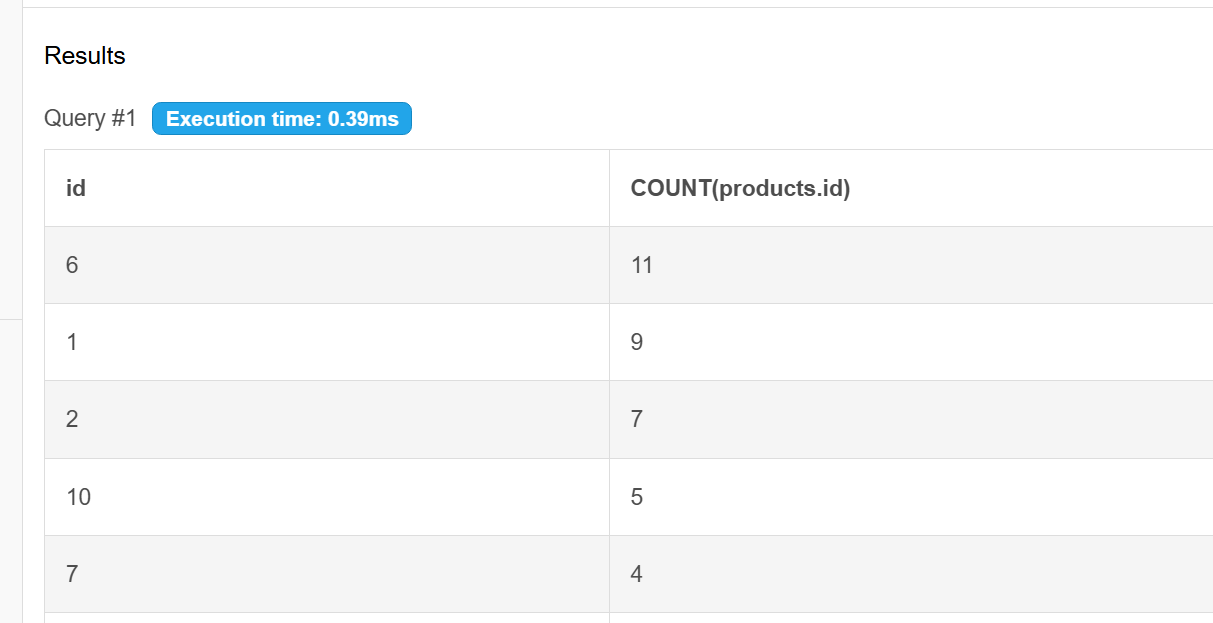 Results
Query #1 Execution time: 0.39ms
id COUNT(products.id)
6 11
1 9
2 7
10 5
7 4